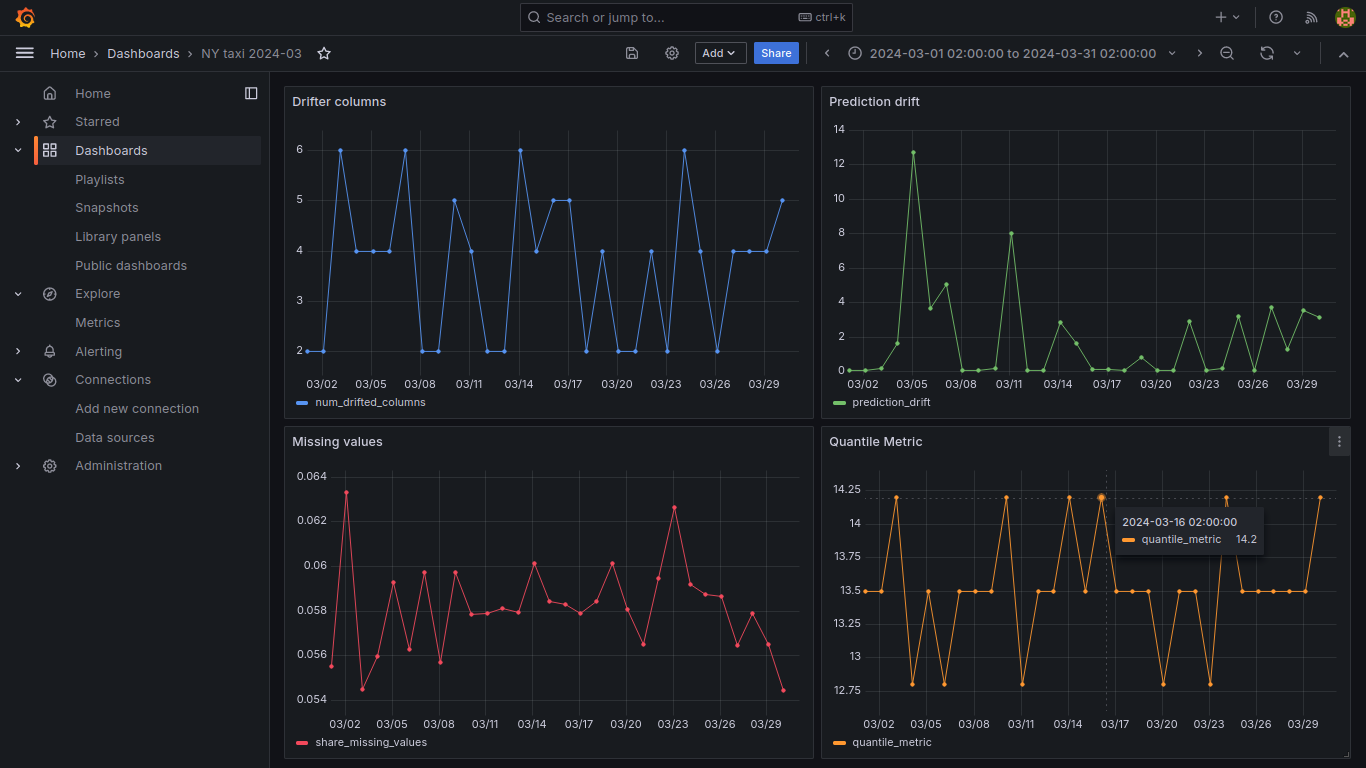 Search or jump to... ctrl+k
Home › Dashboards › NY taxi 2024-03 Add Share 2024-03-01 02:00:00 to 2024-03-31 02:00:00
Home
Starred
Dashboards
Playlists
Snapshots
Library panels
Public dashboards
Explore
Metrics
Alerting
Connections
Add new connection
Data sources
Administration
Drifter columns
6
5
4
3
2
03/02 03/05 03/08 03/11 03/14 03/17 03/20 03/23 03/26 03/29
num_drifted_columns
Prediction drift
14
12
10
8
6
4
2
0
03/02 03/05 03/08 03/11 03/14 03/17 03/20 03/23 03/26 03/29
prediction_drift
Missing values
0.064
0.062
0.06
0.058
0.056
0.054
03/02 03/05 03/08 03/11 03/14 03/17 03/20 03/23 03/26 03/29
share_missing_values
Quantile Metric
14.25
14
13.75
13.5
13.25
13
12.75
2024-03-16 02:00:00
quantile_metric 14.2
03/02 03/05 03/08 03/11 03/14 03/17 03/20 03/23 03/26 03/29
quantile_metric